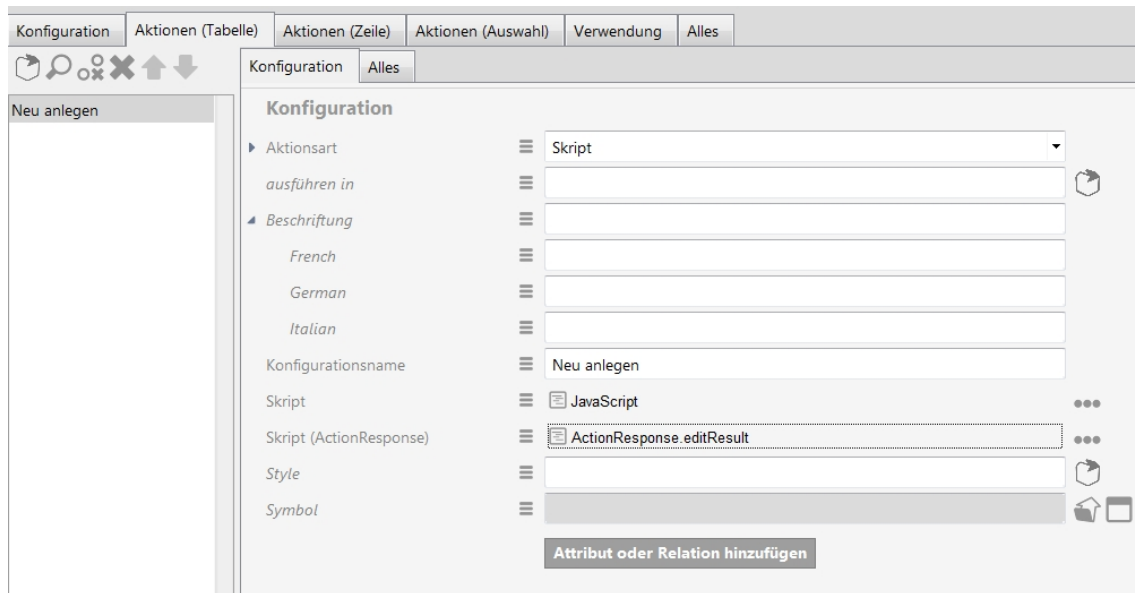 Konfiguration Aktionen (Tabelle) Aktionen (Zeile) Aktionen (Auswahl) Verwendung Alles
Konfiguration Alles
Neu anlegen
Konfiguration
Aktionsart Skript
ausführen in
Beschriftung
French
German
Italian
Konfigurationsname Neu anlegen
Skript JavaScript
Skript (ActionResponse) ActionResponse.editResult
Style
Symbol
Attribut oder Relation hinzufügen